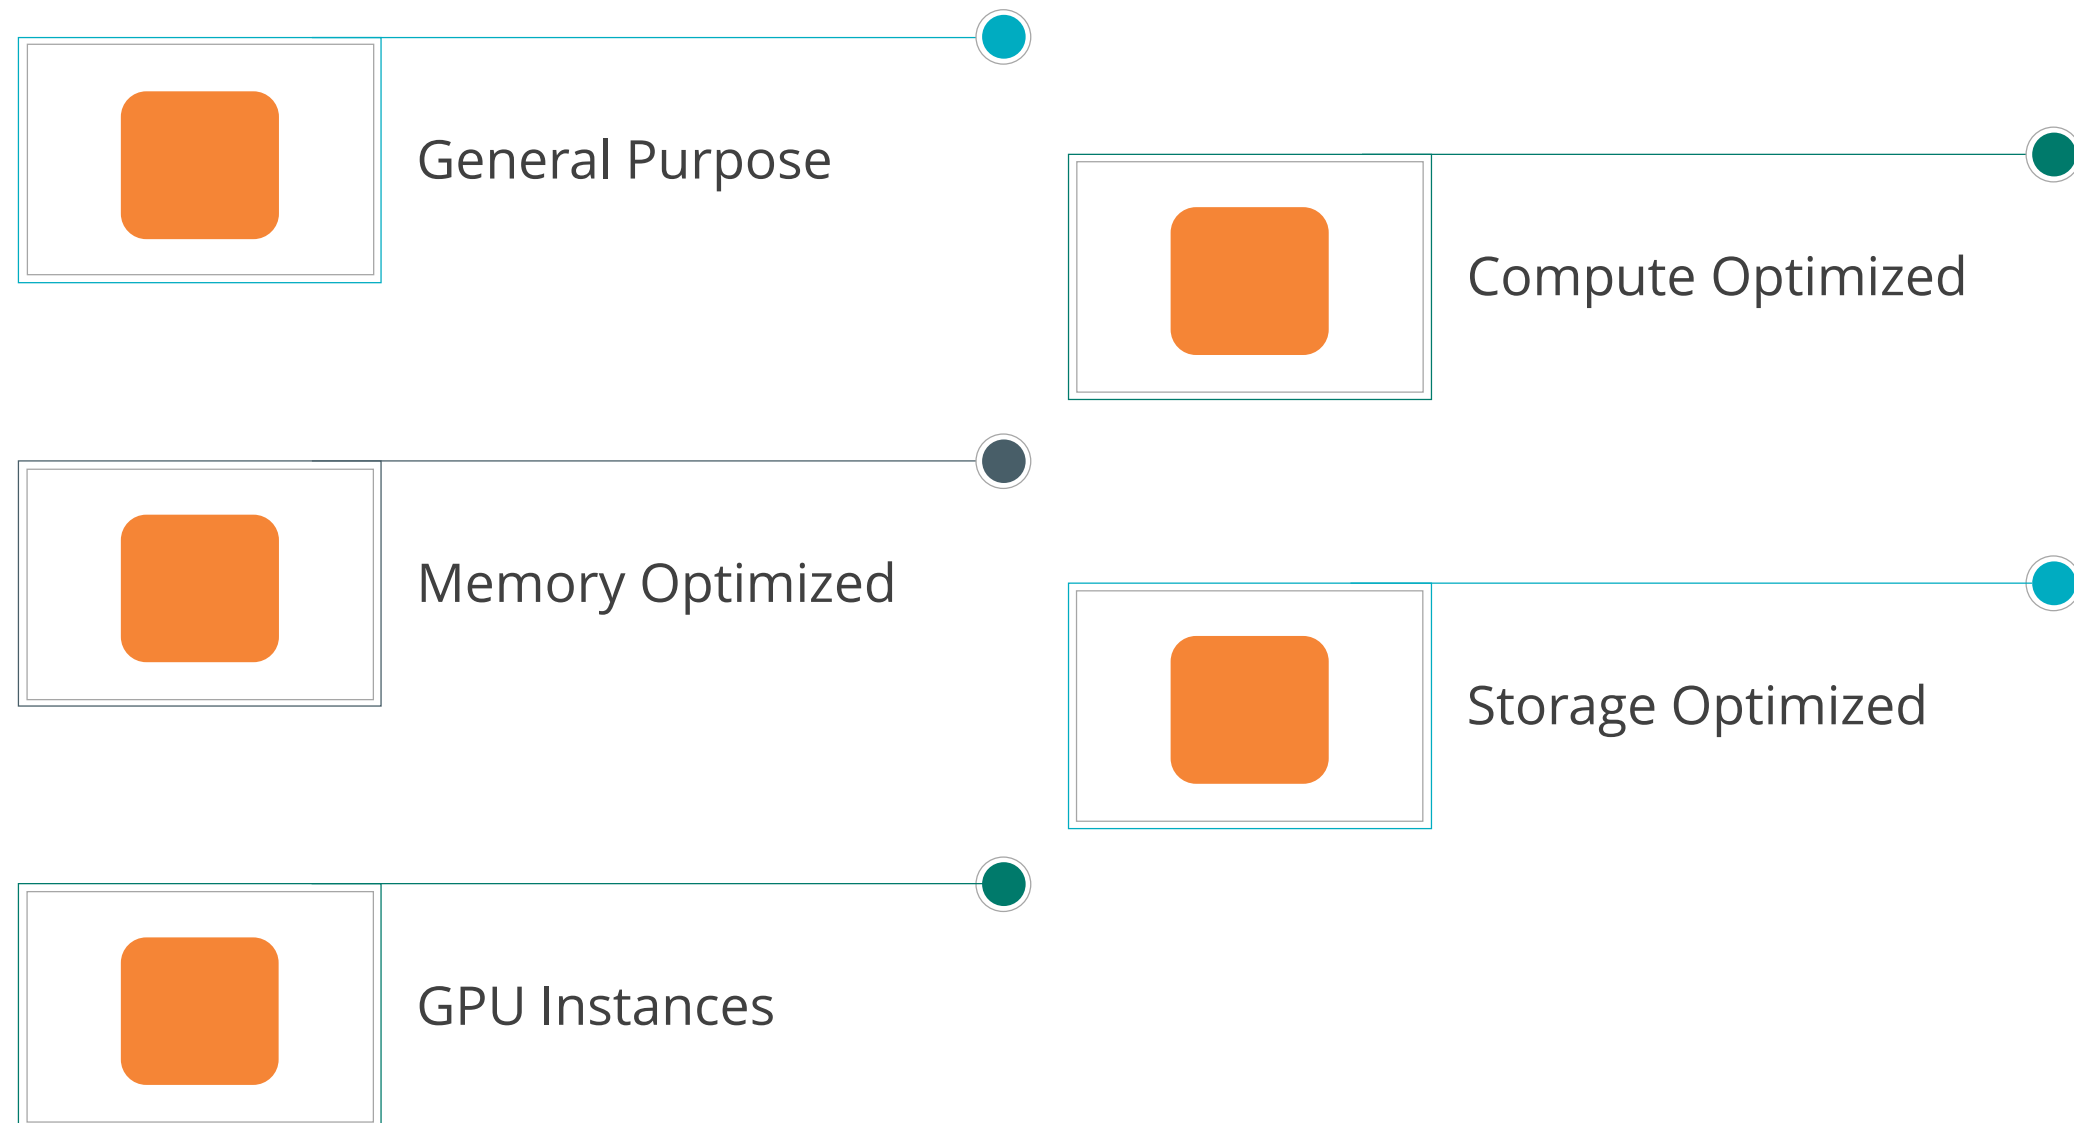 General Purpose
Compute Optimized
Memory Optimized
Storage Optimized
GPU Instances